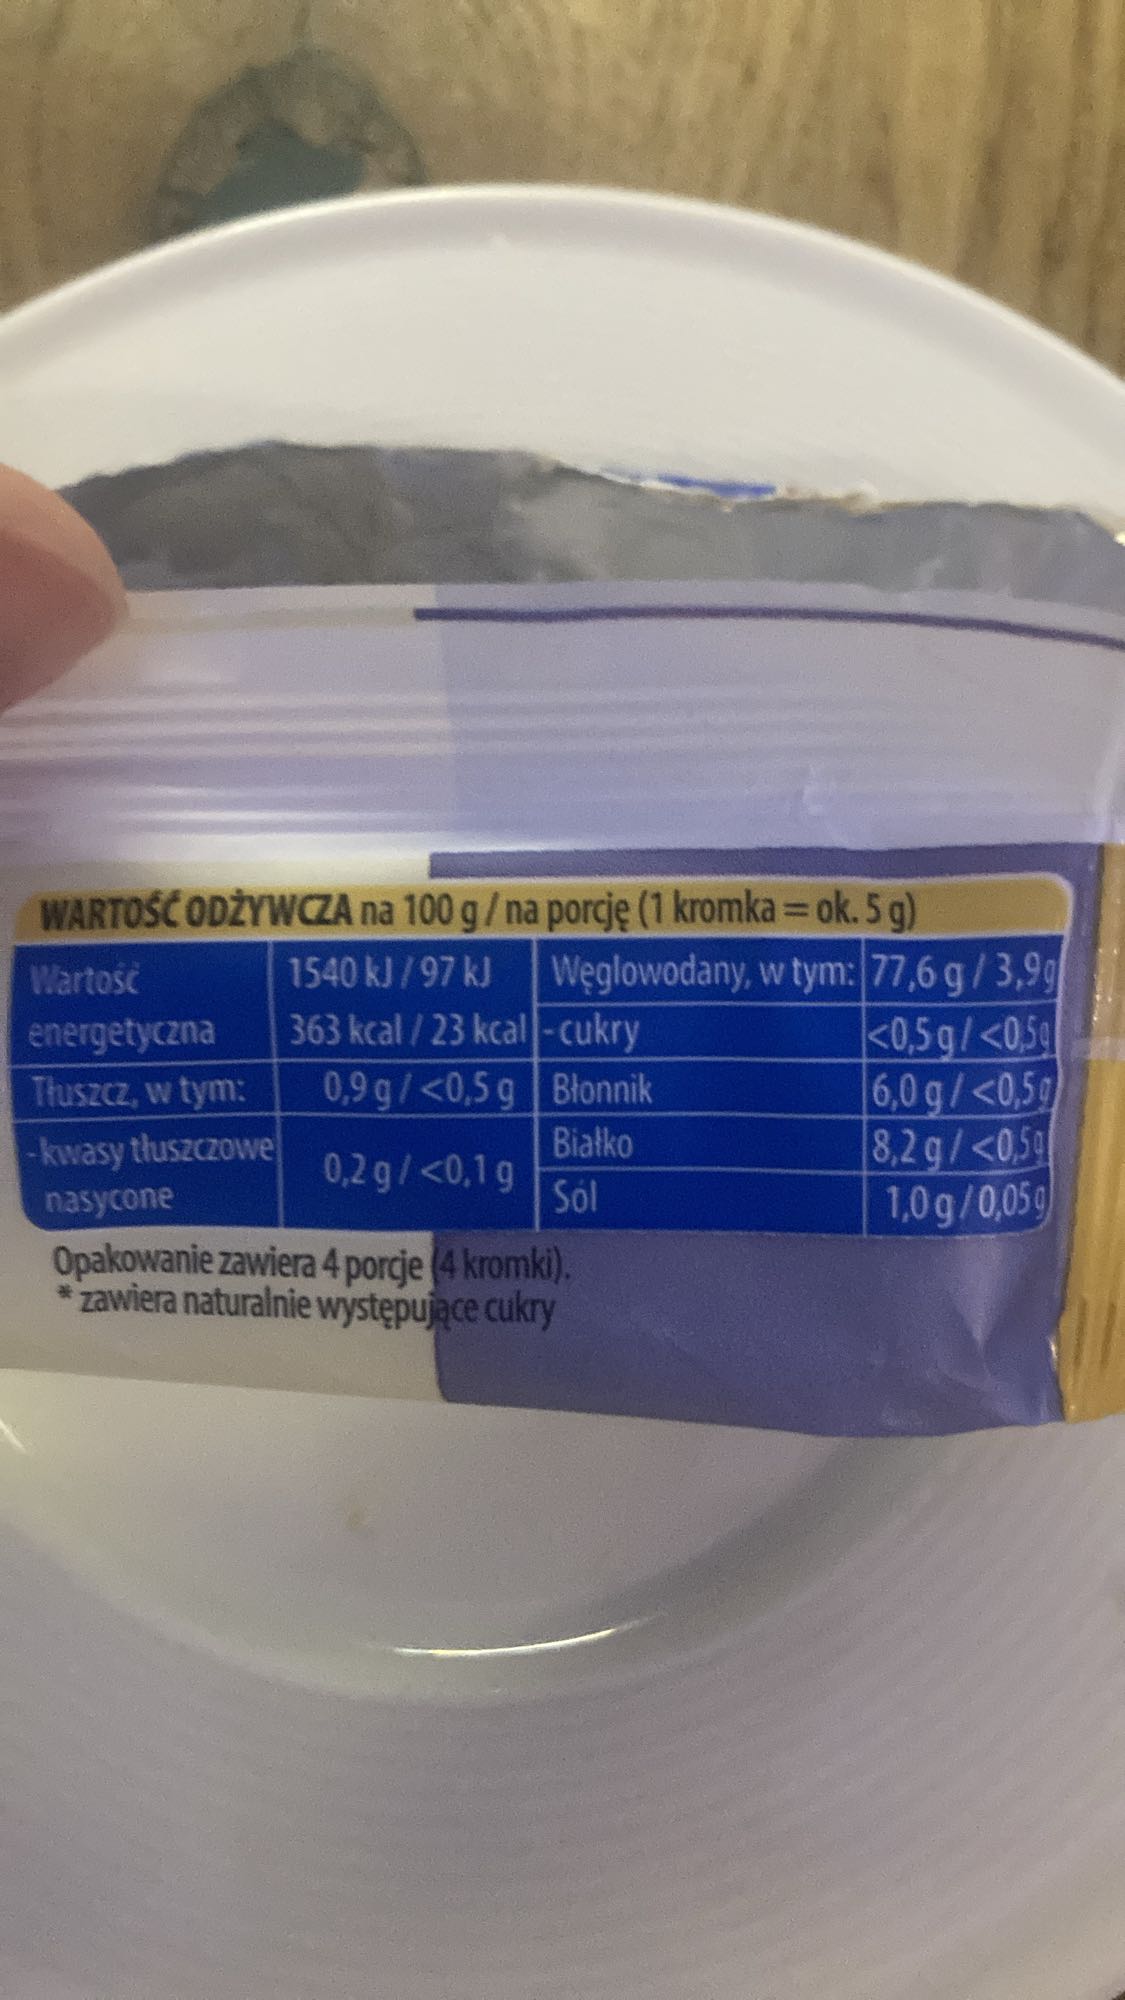 WARTOŚĆ ODŻYWCZA na 100 g / na porcję (1 kromka = ok. 5 g)
Wartość energetyczna 1540 kJ / 97 kJ
363 kcal / 23 kcal
Tłuszcz, w tym: 0,9 g / <0,5 g
- kwasy tłuszczowe nasycone 0,2 g / <0,1 g
Węglowodany, w tym: 77,6 g / 3,9 g
- cukry <0,5 g / <0,5 g
Błonnik 6,0 g / <0,5 g
Białko 8,2 g / <0,5 g
Sól 1,0 g / 0,05 g
Opakowanie zawiera 4 porcje (4 kromki).
* zawiera naturalnie występujące cukry